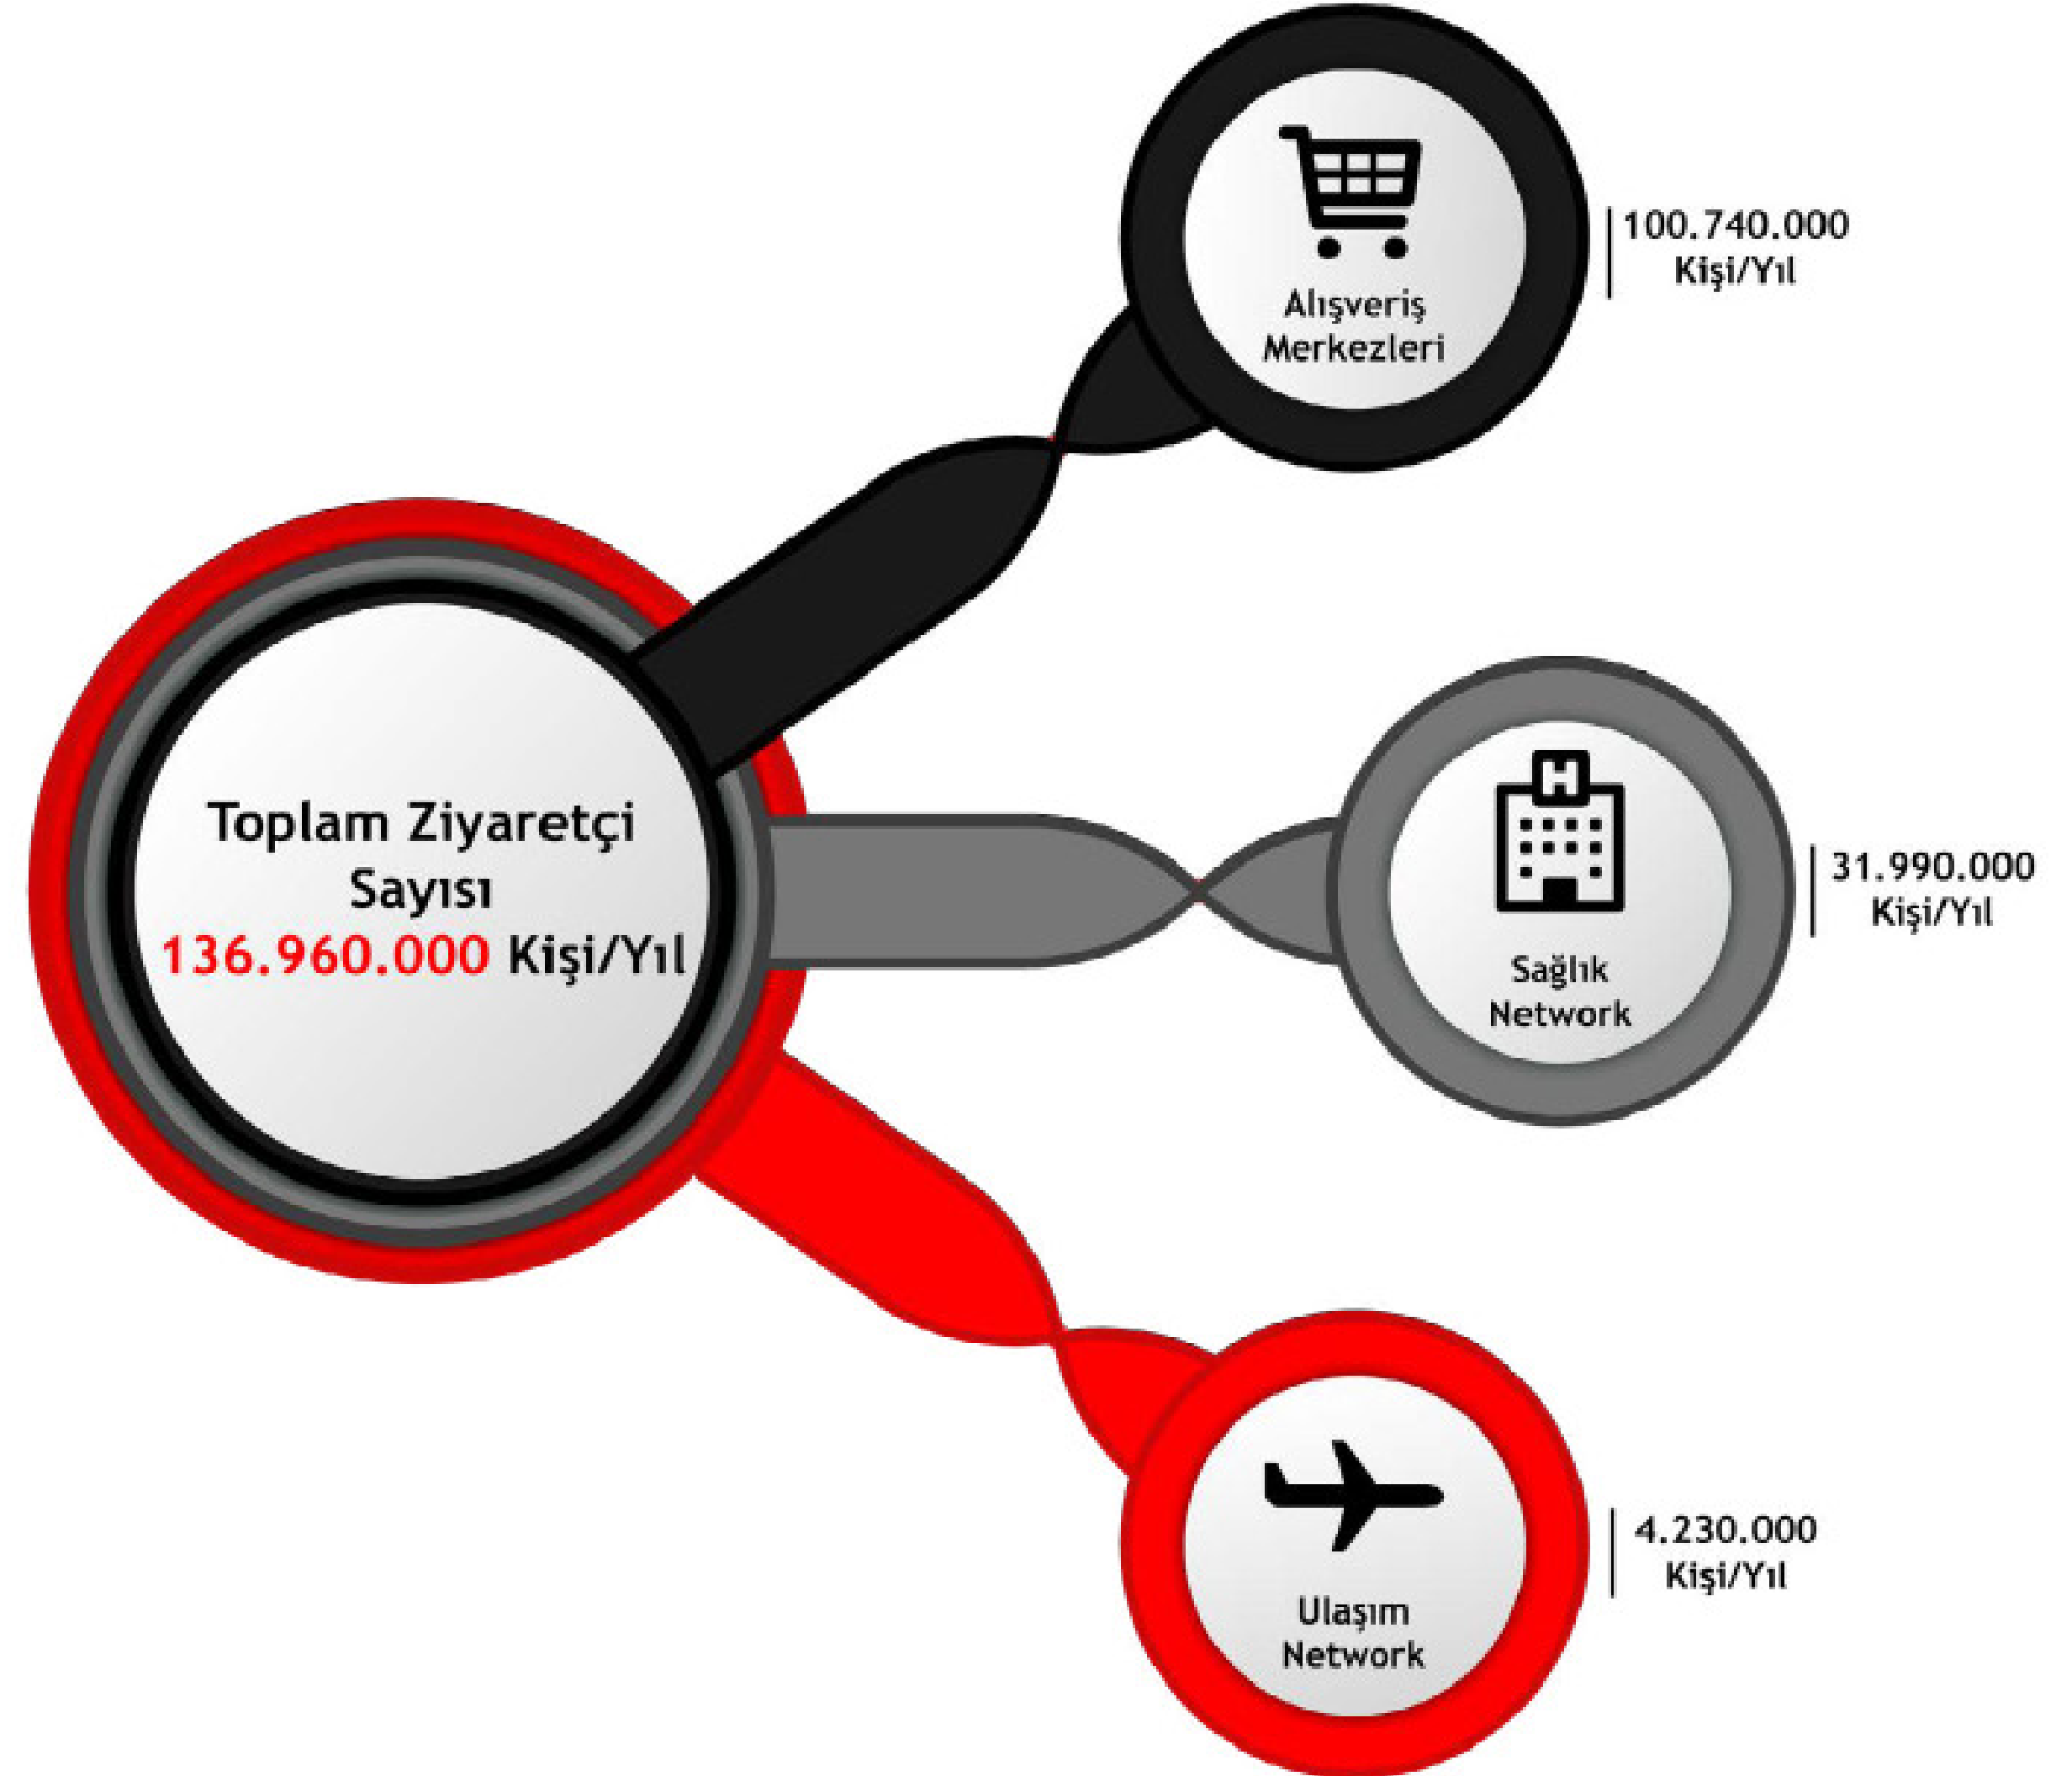 Toplam Ziyaretçi
Sayısı
136.960.000 Kişi/Yıl
Alışveriş
Merkezleri
100.740.000
Kişi/Yıl
H
Sağlık
Network
31.990.000
Kişi/Yıl
Ulaşım
Network
4.230.000
Kişi/Yıl